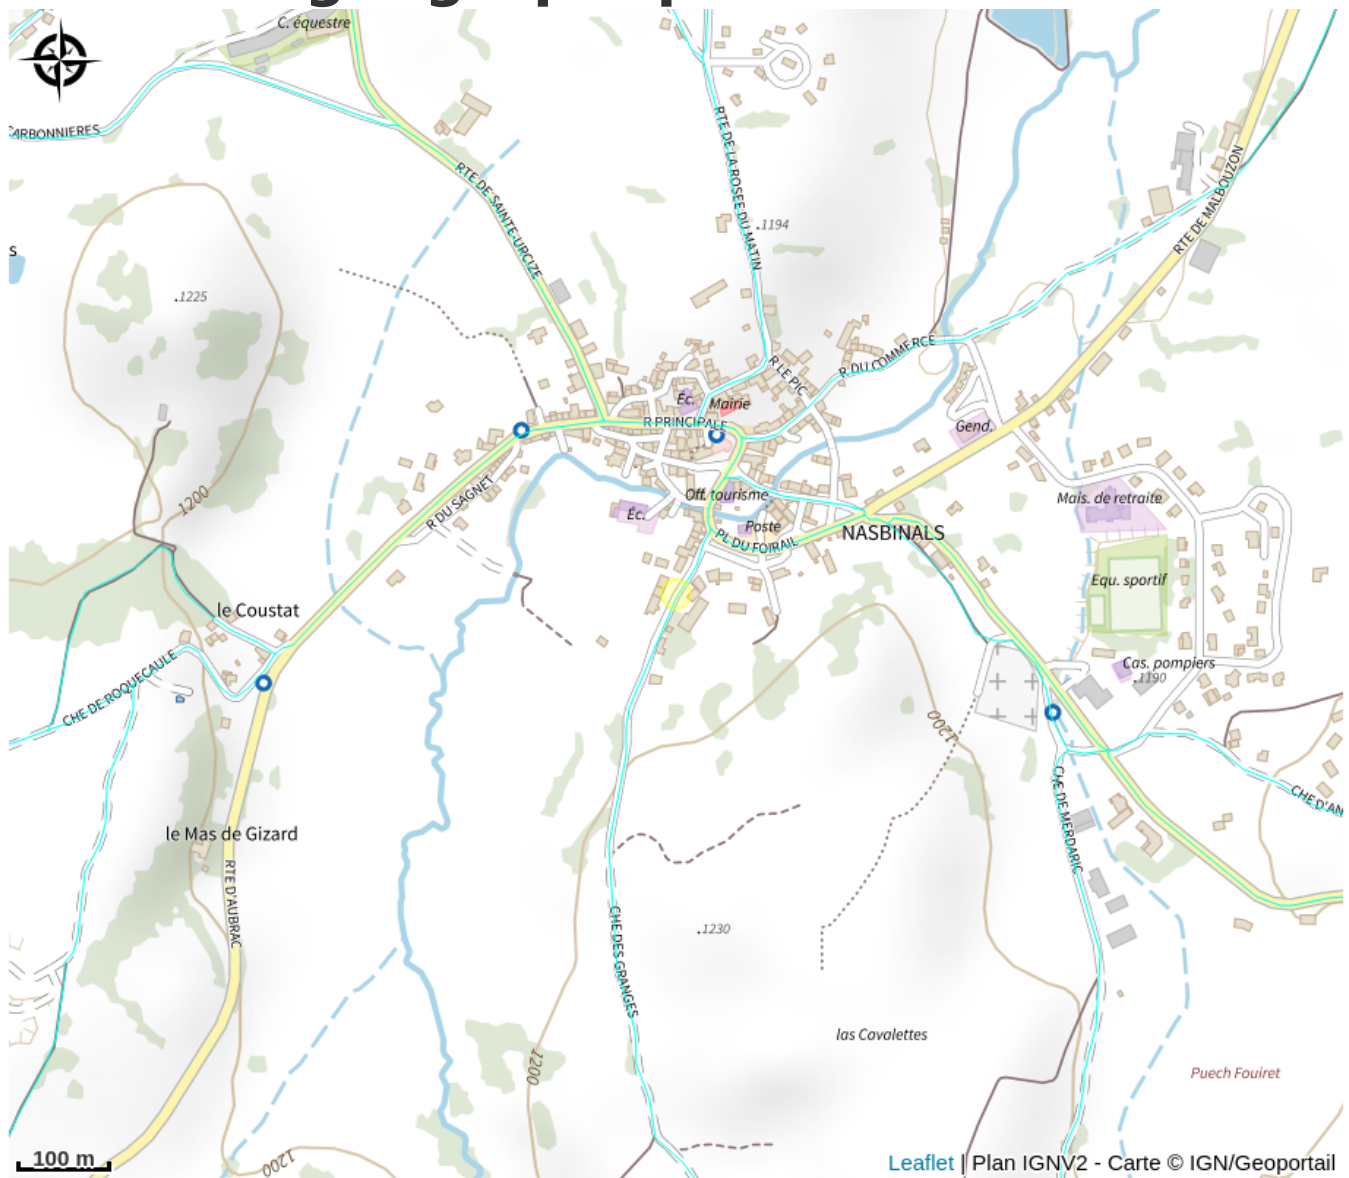 C. équestre
ARBONNIERES
RTE DE SAINTE-URCIZE
RTE DE LA ROSEE DU MATIN
.1194
RTE DE MALBOUZON
s
.1225
R LE PIC
R DU COMMERCE
Éc.
Mairie
R PRINCIPALE
Gend.
1200
R DU SAGNET
Off. tourisme
Mais. de retraite
Éc.
Poste
NASBINALS
PL DU FOIRAIL
Equ. sportif
le Coustat
CHE DE ROQUECAULE
Cas. pompiers
.1190
1200
CHE DE MERDARIC
CHE D'AN
le Mas de Gizard
RTE D'AUBRAC
CHE DES GRANGES
.1230
las Cavalettes
1200
Puech Fouiret
1200
100 m
Leaflet | Plan IGNV2 - Carte © IGN/Geoportail